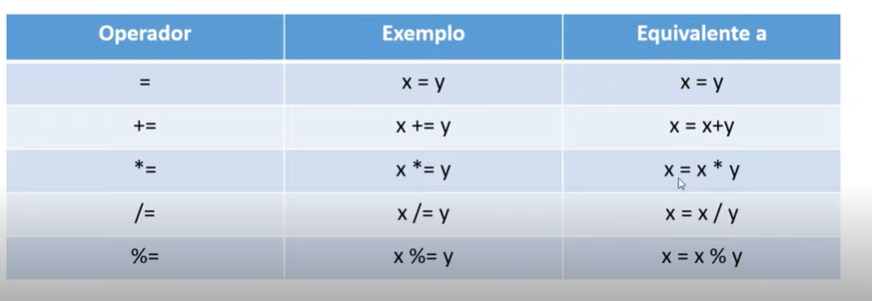 Operador Exemplo Equivalente a
= x = y x = y
+= x += y x = x+y
*= x *= y x = x * y
/= x /= y x = x / y
%= x %= y x = x % y